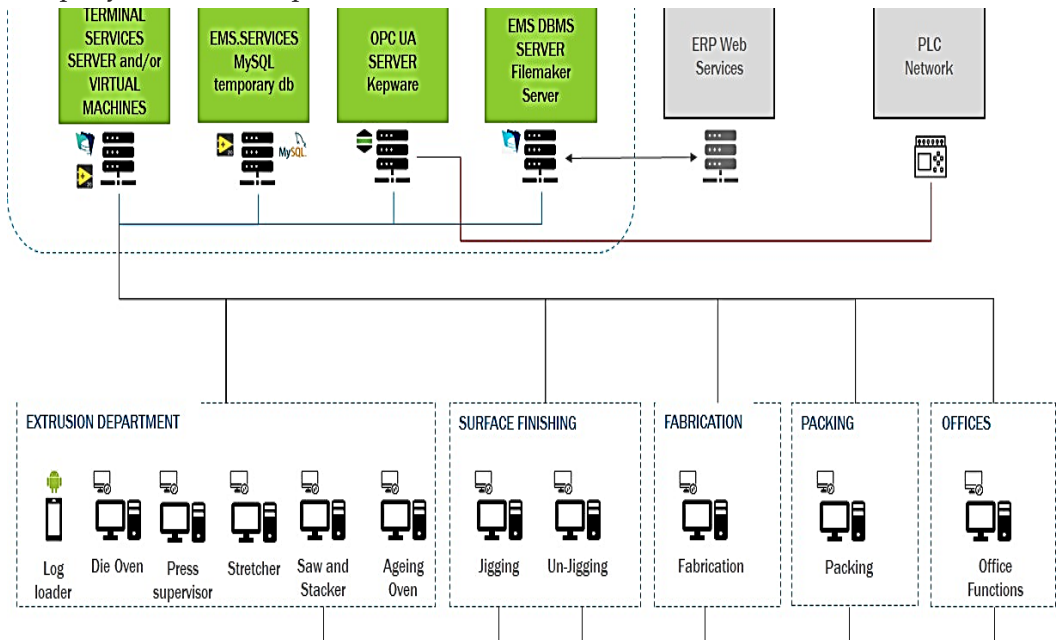 TERMINAL
SERVICES
SERVER and/or
VIRTUAL
MACHINES
EMS.SERVICES
MySQL
temporary db
OPC UA
SERVER
Kepware
EMS DBMS
SERVER
Filemaker
Server
ERP Web
Services
PLC
Network
MySQL
EXTRUSION DEPARTMENT
Log
loader
Die Oven
Press
supervisor
Stretcher
Saw and
Stacker
Ageing
Oven
SURFACE FINISHING
Jigging
Un-Jigging
FABRICATION
Fabrication
PACKING
Packing
OFFICES
Office
Functions